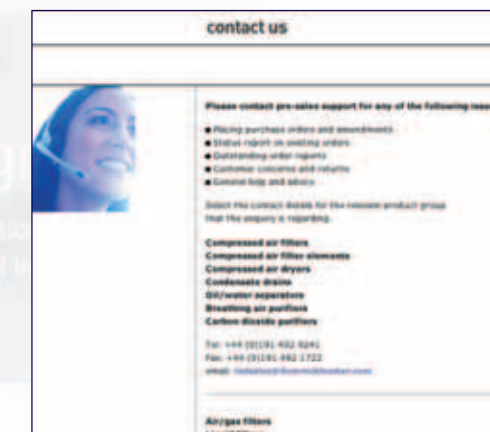 contact us
Please contact pre-sales support for any of the following
● Placing purchase orders and amendments
● Status report on existing orders
● Outstanding order reports
● Customer concerns and returns
● General help and advice
Select the contact details for the relevant product group
that the enquiry is regarding.
Compressed air filters
Compressed air filter elements
Compressed air dryers
Condensate drains
Oil/water separators
Breathing air purifiers
Carbon dioxide purifiers
Tel: +44 (0)191 402
Fax: +44 (0)191 402 1722
email:
Air/gas filters